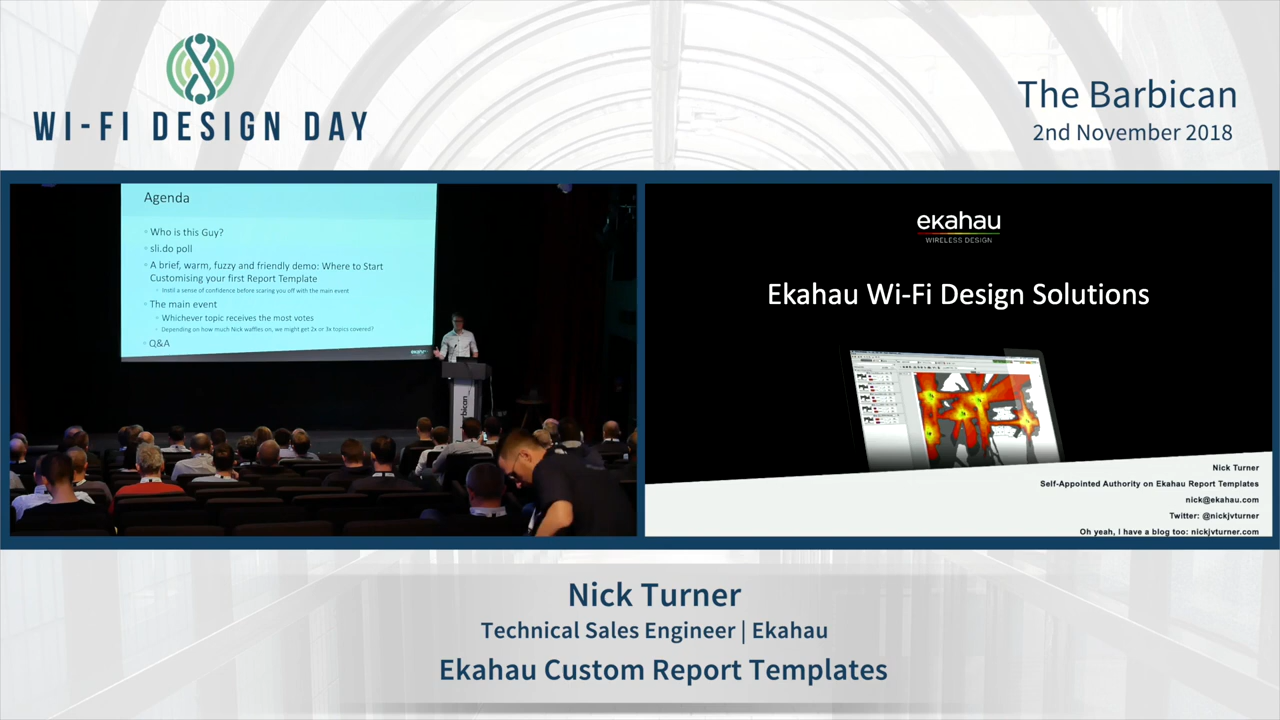 WI-FI DESIGN DAY
The Barbican
2nd November 2018
Agenda
Who is this Guy?
sli.do poll
A brief, warm, fuzzy and friendly demo: Where to Start
Customising your first Report Template
Instil a sense of confidence before scaring you off with the main event
The main event
Whichever topic receives the most votes
Depending on how much Nick waffles on, we might get 2x or 3x topics covered?
Q&A
ekahau
barbican
ekahau
WIRELESS DESIGN
Ekahau Wi-Fi Design Solutions
Nick Turner
Self-Appointed Authority on Ekahau Report Templates
nick@ekahau.com
Twitter: @nickjvturner
Oh yeah, I have a blog too: nickjvturner.com
Nick Turner
Technical Sales Engineer | Ekahau
Ekahau Custom Report Templates